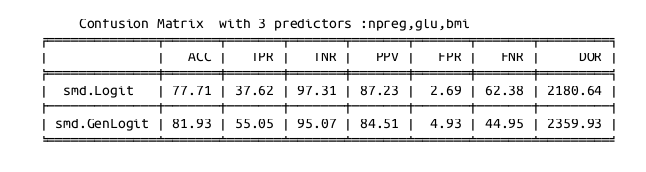 Confusion Matrix with 3 predictors :npreg,glu,bmi
ACC | TPR | TNR | PPV | FPR | FNR | DOR
smd.Logit | 77.71 | 37.62 | 97.31 | 87.23 | 2.69 | 62.38 | 2180.64
smd.GenLogit | 81.93 | 55.05 | 95.07 | 84.51 | 4.93 | 44.95 | 2359.93